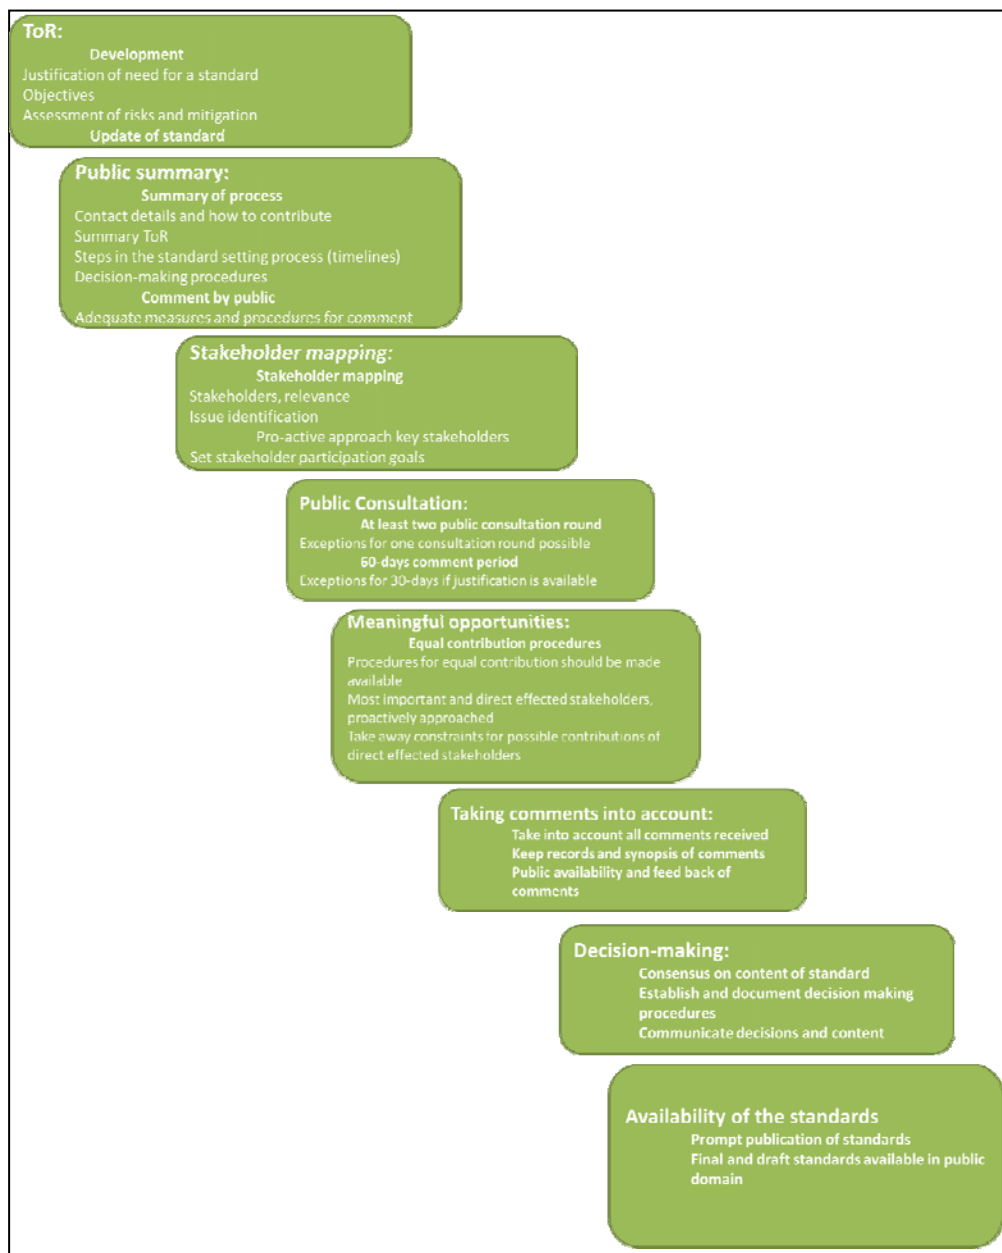 ToR:
Development
Justification of need for a standard
Objectives
Assessment of risks and mitigation
Update of standard
Public summary:
Summary of process
Contact details and how to contribute
Summary ToR
Steps in the standard setting process (timelines)
Decision-making procedures
Comment by public
Adequate measures and procedures for comment
Stakeholder mapping:
Stakeholder mapping
Stakeholders, relevance
Issue identification
Pro-active approach key stakeholders
Set stakeholder participation goals
Public Consultation:
At least two public consultation round
Exceptions for one consultation round possible
60-days comment period
Exceptions for 30-days if justification is available
Meaningful opportunities:
Equal contribution procedures
Procedures for equal contribution should be made
available
Most important and direct effected stakeholders,
proactively approached
Take away constraints for possible contributions of
direct effected stakeholders
Taking comments into account:
Take into account all comments received
Keep records and synopsis of comments
Public availability and feed back of
comments
Decision-making:
Consensus on content of standard
Establish and document decision making
procedures
Communicate decisions and content
Availability of the standards
Prompt publication of standards
Final and draft standards available in public
domain